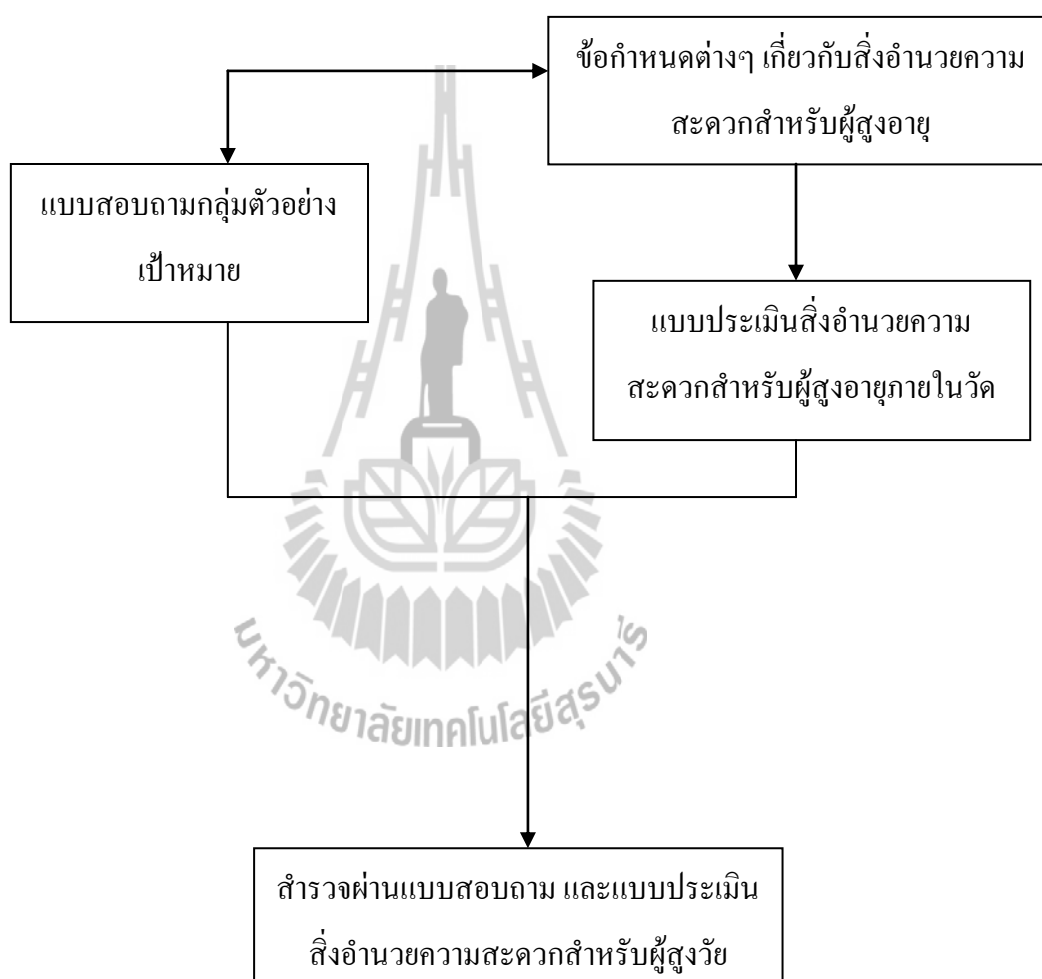 ข้อกำหนดต่างๆ เกี่ยวกับสิ่งอำนวยความ
สะดวกสำหรับผู้สูงอายุ
แบบสอบถามกลุ่มตัวอย่าง
เป้าหมาย
แบบประเมินสิ่งอำนวยความ
สะดวกสำหรับผู้สูงอายุภายในวัด
มหาวิทยาลัยเทคโนโลยีสุรนารี
สำรวจผ่านแบบสอบถาม และแบบประเมิน
สิ่งอำนวยความสะดวกสำหรับผู้สูงวัย